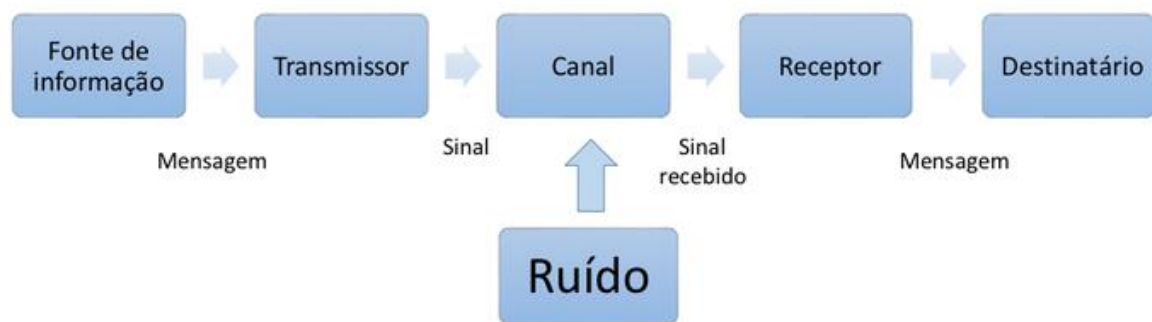 Fonte de
informação
Transmissor
Canal
Receptor
Destinatário
Mensagem
Sinal
Sinal
recebido
Mensagem
Ruído